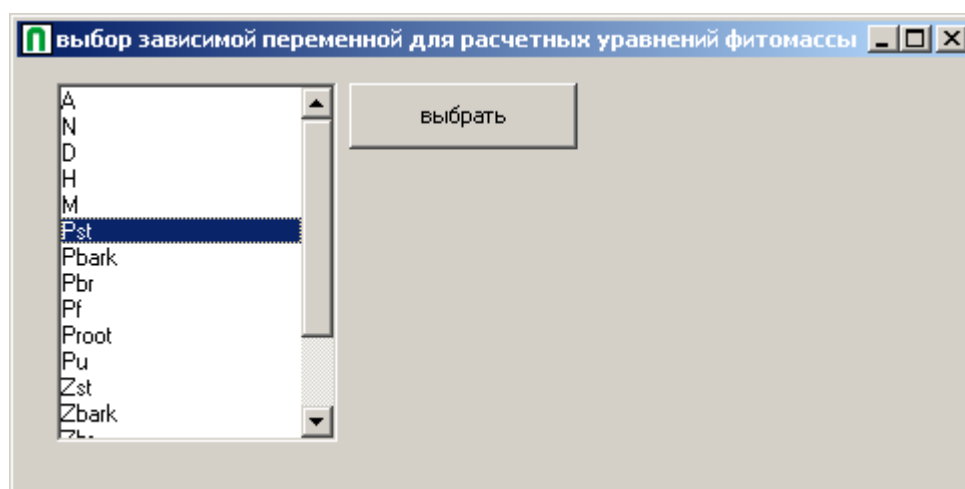 выбор зависимой переменной для расчетных уравнений фитомассы
A
N
D
H
M
Pst
Pbark
Pbr
Pf
Proot
Pu
Zst
Zbark
выбрать